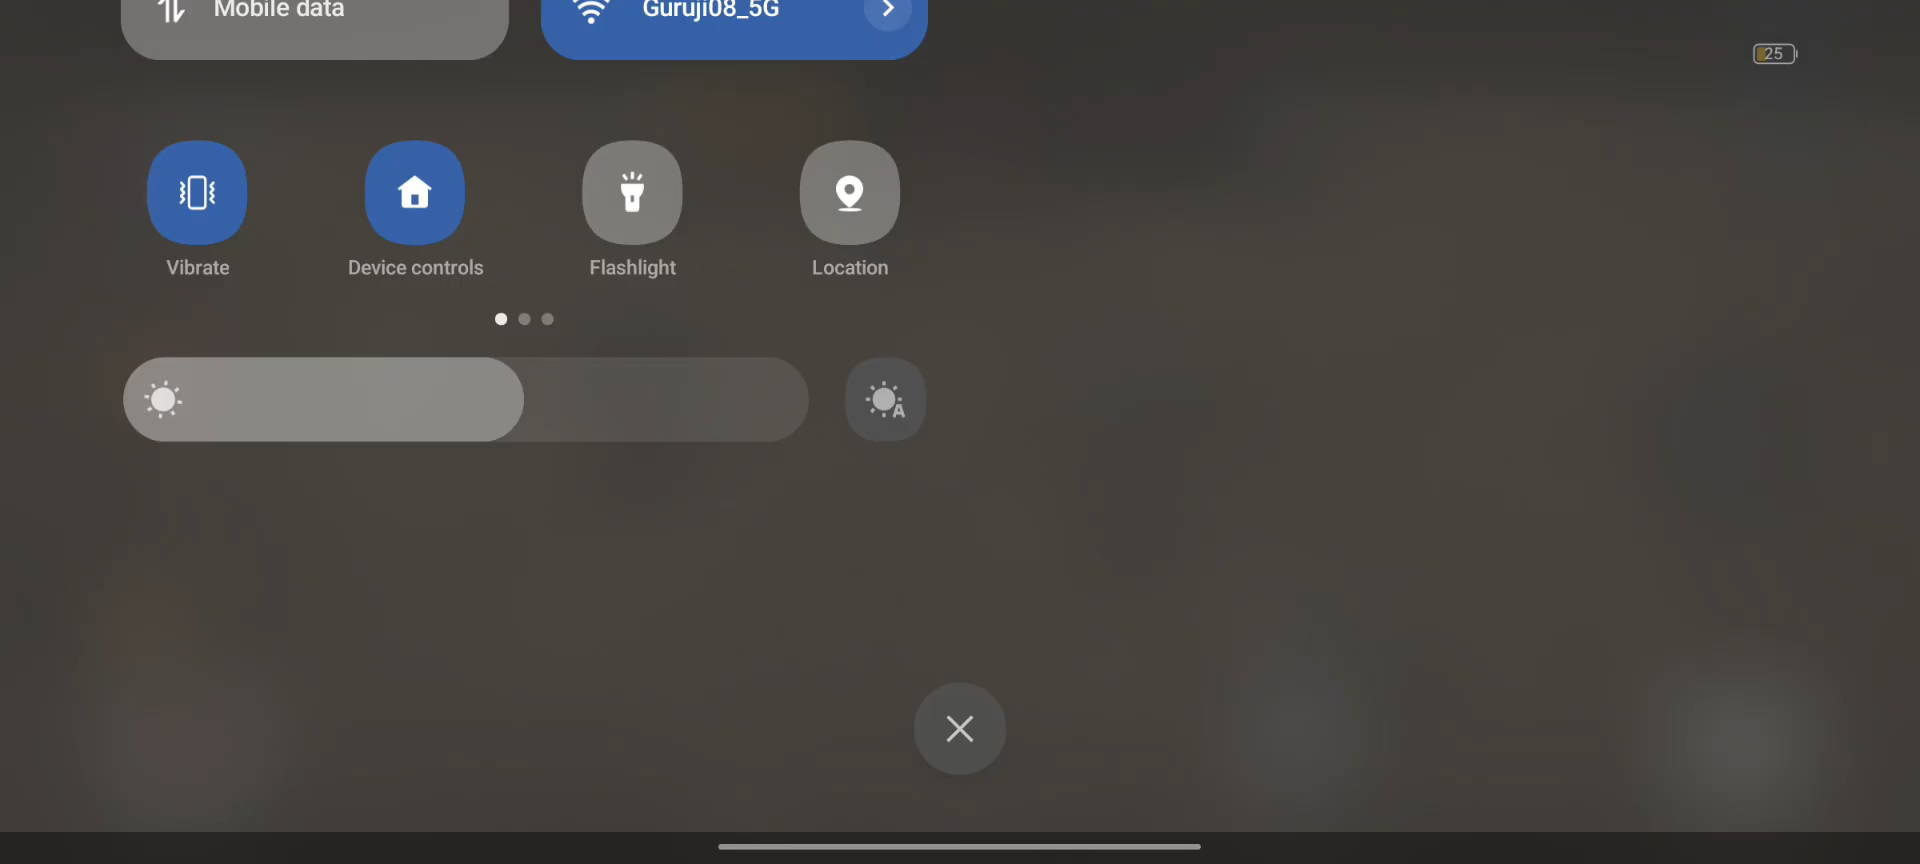 Mobile data
Guruji08_5G
25
Vibrate
Device controls
Flashlight
Location
A